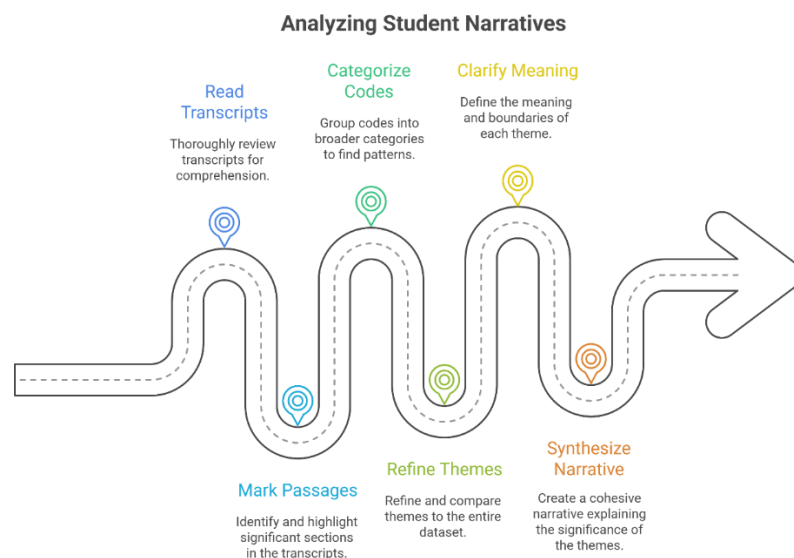 Analyzing Student Narratives
Read
Transcripts
Thoroughly review
transcripts for
comprehension.
Mark Passages
Identify and highlight
significant sections
in the transcripts.
Categorize
Codes
Group codes into
broader categories
to find patterns.
Refine Themes
Refine and compare
themes to the entire
dataset.
Clarify Meaning
Define the meaning
and boundaries of
each theme.
Synthesize
Narrative
Create a cohesive
narrative explaining
the significance of
the themes.